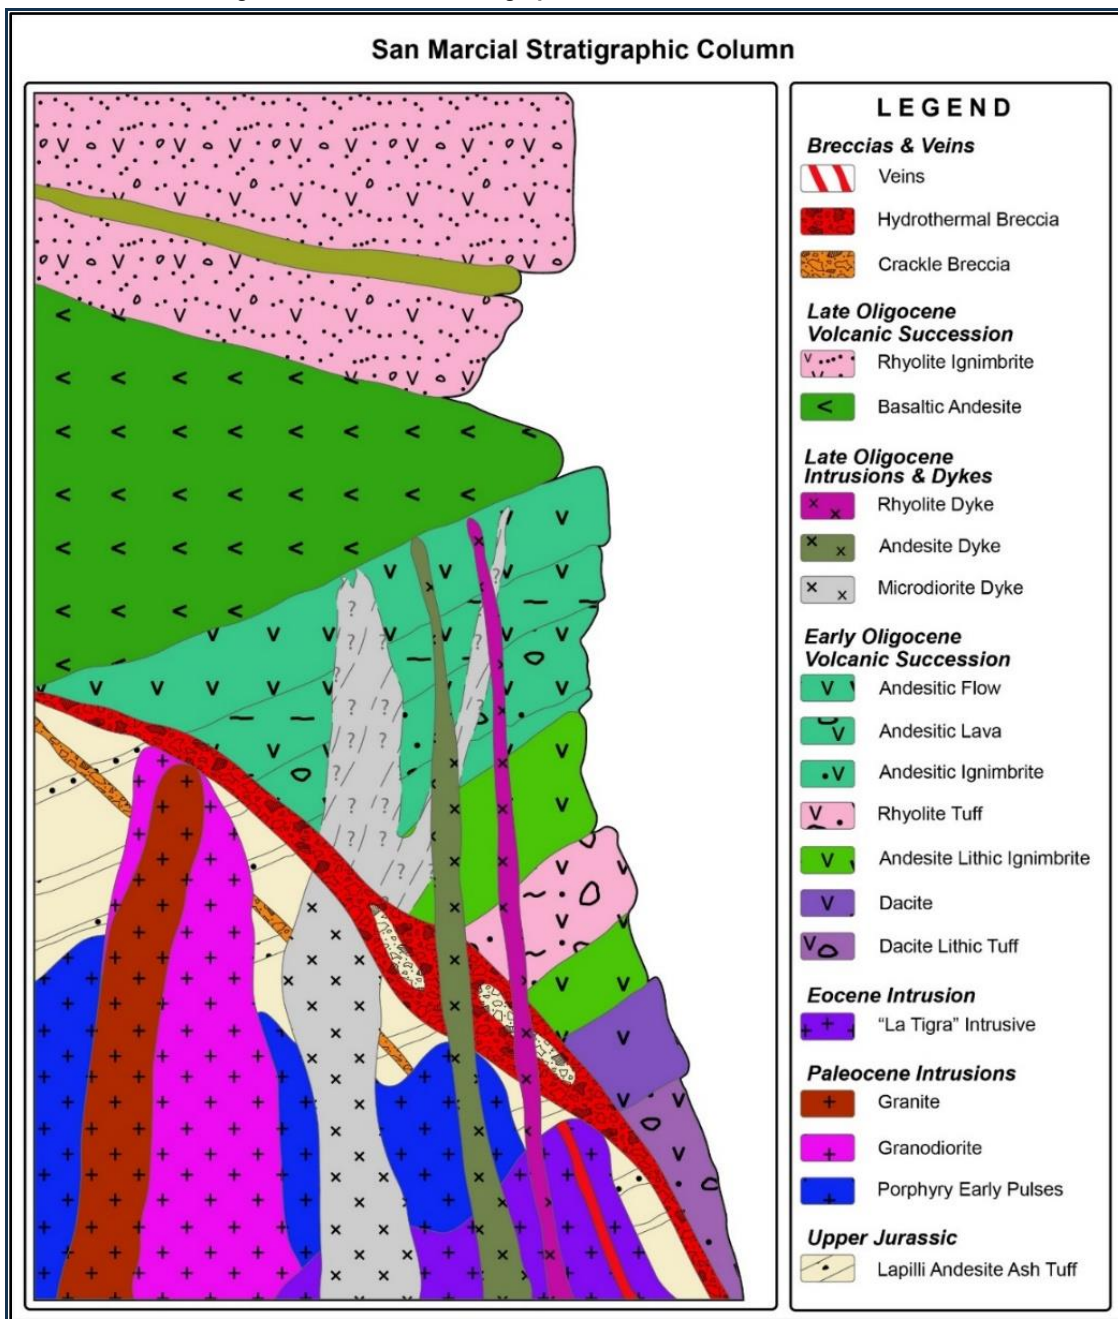 San Marcial Stratigraphic Column
LEGEND
Breccias & Veins
Veins
Hydrothermal Breccia
Crackle Breccia
Late Oligocene
Volcanic Succession
Rhyolite Ignimbrite
Basaltic Andesite
Late Oligocene
Intrusions & Dykes
Rhyolite Dyke
Andesite Dyke
Microdiorite Dyke
Early Oligocene
Volcanic Succession
Andesitic Flow
Andesitic Lava
Andesitic Ignimbrite
Rhyolite Tuff
Andesite Lithic Ignimbrite
Dacite
Dacite Lithic Tuff
Eocene Intrusion
"La Tigra" Intrusive
Paleocene Intrusions
Granite
Granodiorite
Porphyry Early Pulses
Upper Jurassic
Lapilli Andesite Ash Tuff